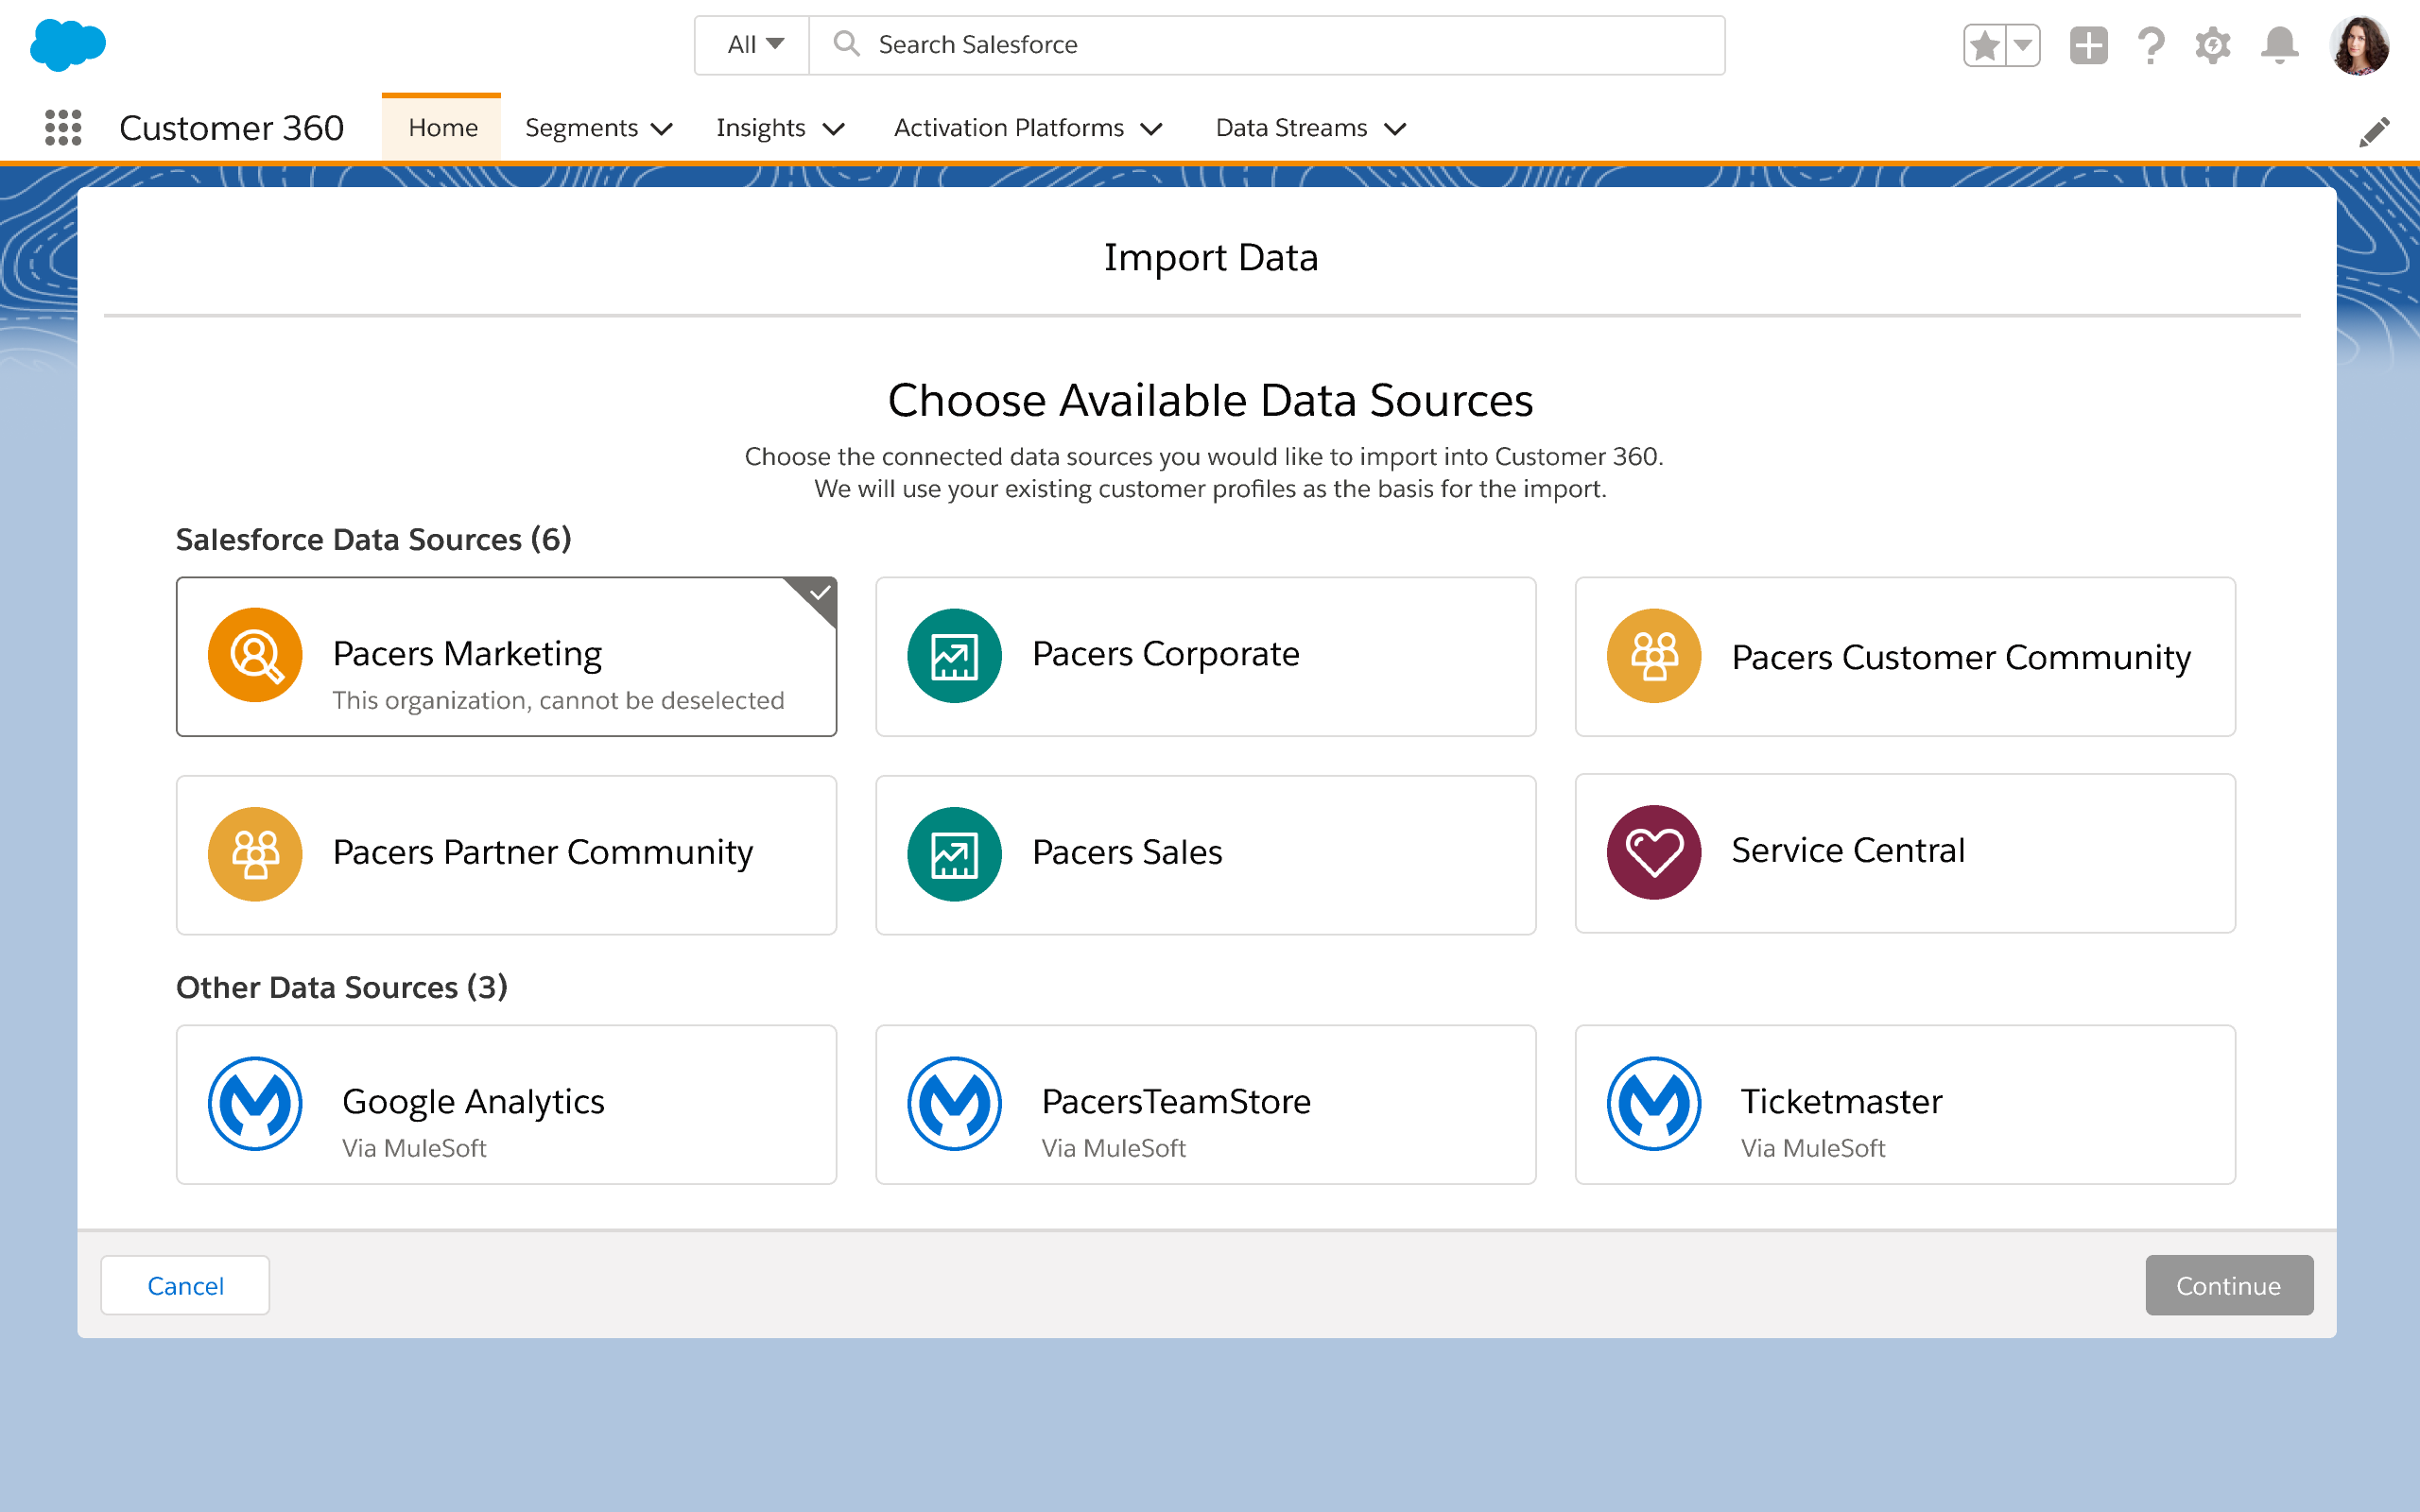 All
Search Salesforce
Customer 360
Home
Segments
Insights
Activation Platforms
Data Streams
Import Data
Choose Available Data Sources
Choose the connected data sources you would like to import into Customer 360.
We will use your existing customer profiles as the basis for the import.
Salesforce Data Sources (6)
Pacers Marketing
This organization, cannot be deselected
Pacers Corporate
Pacers Customer Community
Pacers Partner Community
Pacers Sales
Service Central
Other Data Sources (3)
Google Analytics
Via MuleSoft
PacersTeamStore
Via MuleSoft
Ticketmaster
Via MuleSoft
Cancel
Continue